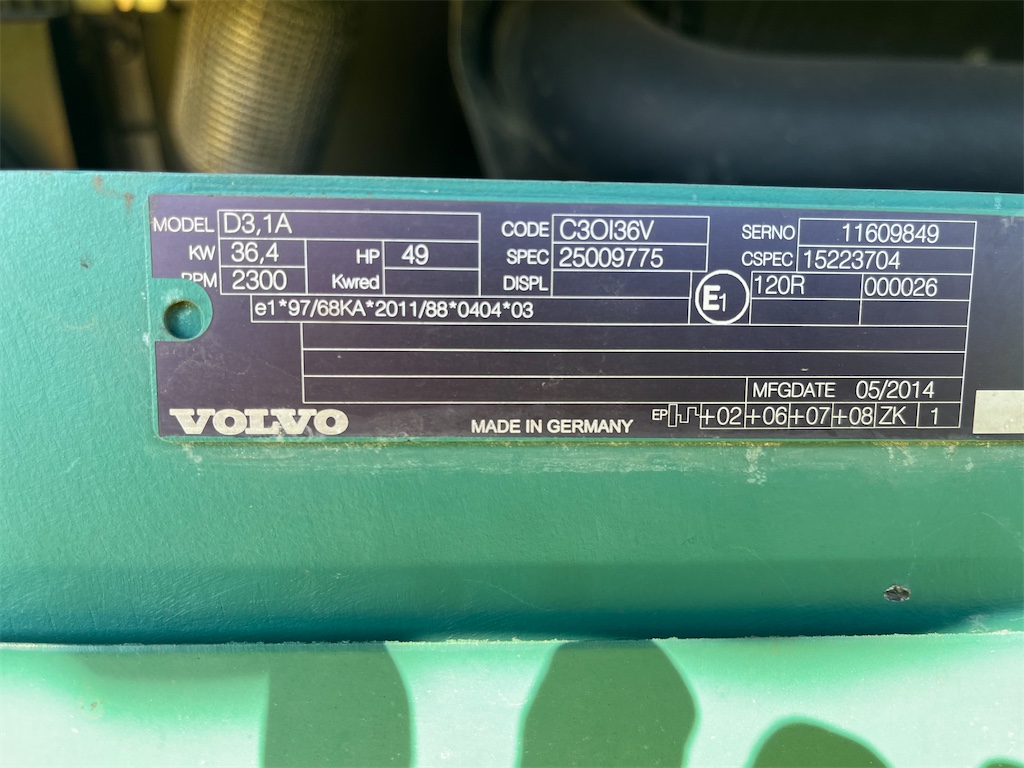 MODEL D3,1A CODE C3OI36V SERNO 11609849
KW 36,4 HP 49 SPEC 25009775 CSPEC 15223704
RPM 2300 Kwred DISPL E1 120R 000026
e1*97/68KA*2011/88*0404*03
MFGDATE 05/2014
VOLVO MADE IN GERMANY EP +02 +06 +07 +08 ZK 1